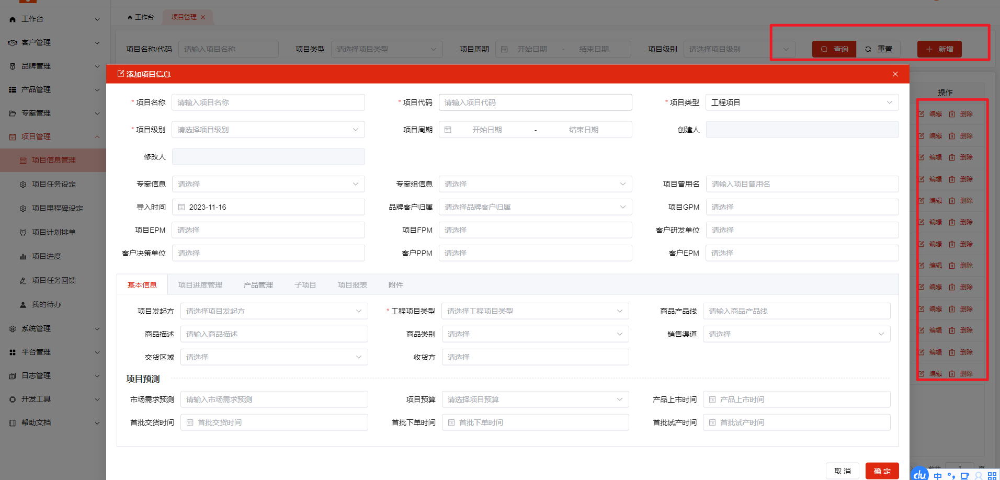 工作台
客户管理
品牌管理
产品管理
专案管理
项目管理
项目信息管理
项目任务设定
项目里程碑设定
项目计划排单
项目进度
项目任务回馈
我的待办
系统管理
平台管理
日志管理
开发工具
帮助文档
工作台 项目管理
项目名称/代码 请输入项目名称 项目类型 请选择项目类型 项目周期 开始日期 - 结束日期 项目级别 请选择项目级别 查询 重置 新增
添加项目信息
* 项目名称 请输入项目名称 * 项目代码 请输入项目代码 * 项目类型 工程项目
* 项目级别 请选择项目级别 项目周期 开始日期 - 结束日期 创建人
修改人
专案信息 请选择 专案组信息 请选择 项目曾用名 请输入项目曾用名
导入时间 2023-11-16 品牌客户归属 请选择品牌客户归属 项目GPM 请选择
项目EPM 请选择 项目FPM 请选择 客户研发单位 请选择
客户决策单位 请选择 客户PPM 请选择 客户EPM 请选择
基本信息 项目进度管理 产品管理 子项目 项目报表 附件
项目发起方 请选择项目发起方 * 工程项目类型 请选择工程项目类型 商品产品线 请输入商品产品线
商品描述 请输入商品描述 商品类别 请选择 销售渠道 请选择
交货区域 请选择 收货方 请选择
项目预测
市场需求预测 请输入市场需求预测 项目预算 请选择项目预算 产品上市时间 产品上市时间
首批交货时间 首批交货时间 首批下单时间 首批下单时间 首批试产时间 首批试产时间
取消 确定
操作
编辑 删除
编辑 删除
编辑 删除
编辑 删除
编辑 删除
编辑 删除
编辑 删除
编辑 删除
编辑 删除
编辑 删除
编辑 删除
编辑 删除
编辑 删除
du 中